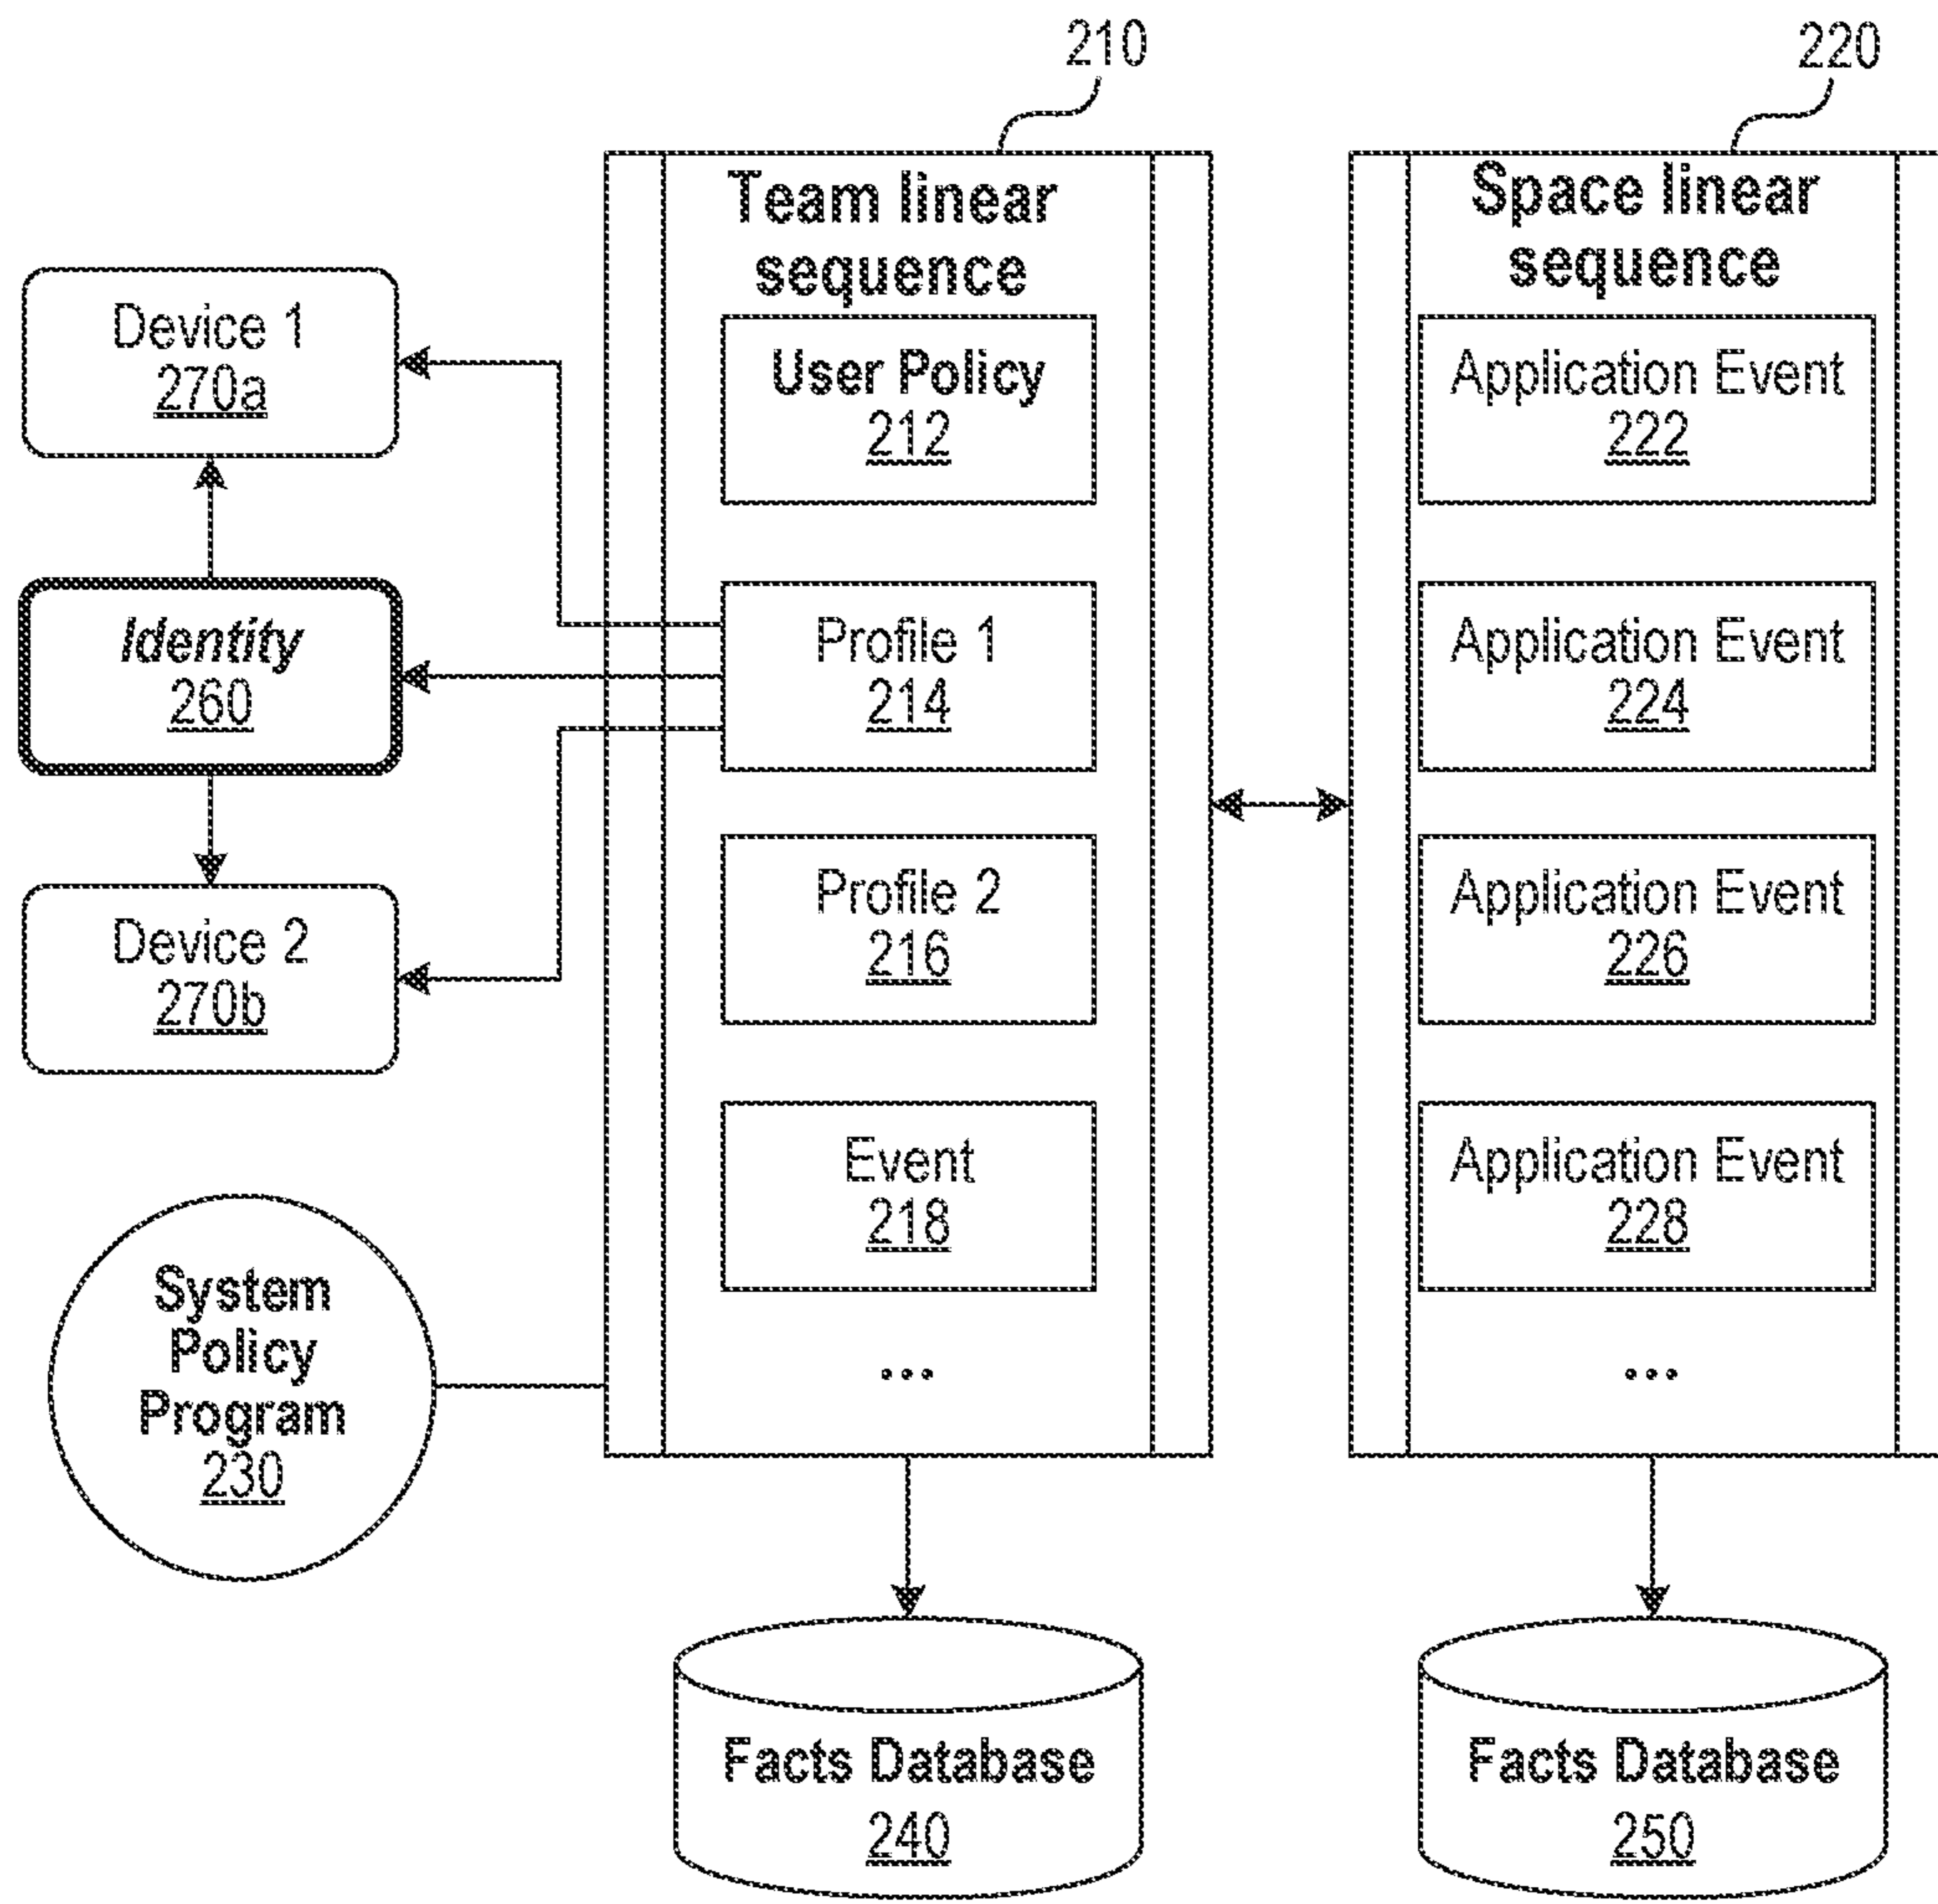 210
220
Team linear
sequence
Space linear
sequence
Device 1
270a
User Policy
212
Application Event
222
Identity
260
Profile 1
214
Application Event
224
Device 2
270b
Profile 2
216
Application Event
226
Event
218
Application Event
228
System
Policy
Program
230
...
...
Facts Database
240
Facts Database
250